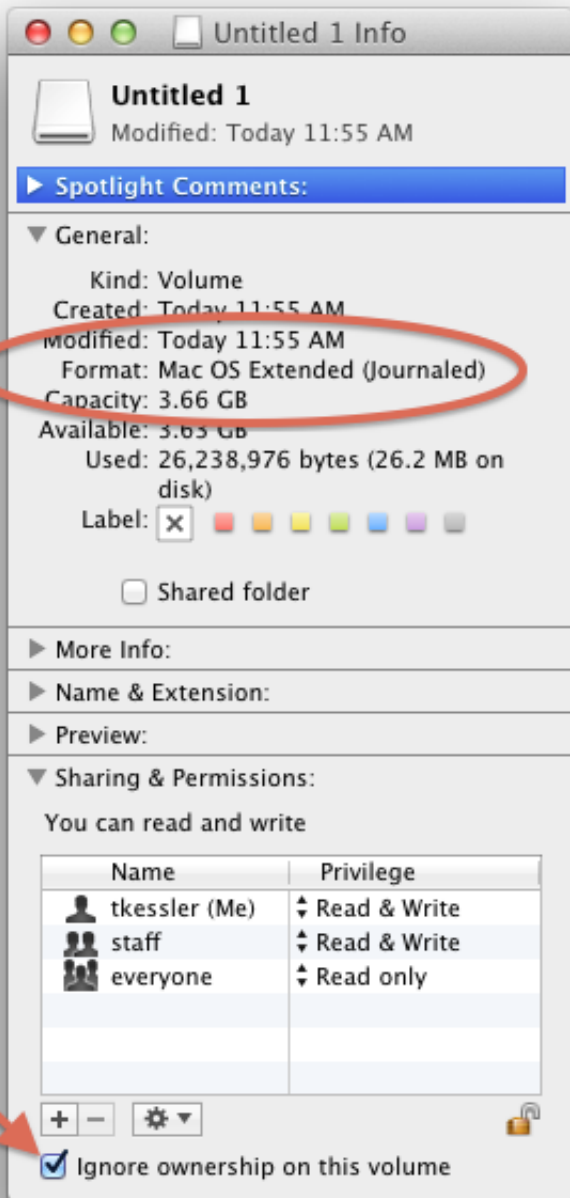 Untitled 1 Info
Untitled 1
Modified: Today 11:55 AM
Spotlight Comments:
General:
Kind: Volume
Created: Today 11:55 AM
Modified: Today 11:55 AM
Format: Mac OS Extended (Journaled)
Capacity: 3.66 GB
Available: 3.63 GB
Used: 26,238,976 bytes (26.2 MB on
disk)
Label:
Shared folder
More Info:
Name & Extension:
Preview:
Sharing & Permissions:
You can read and write
Name Privilege
tkessler (Me) Read & Write
staff Read & Write
everyone Read only
Ignore ownership on this volume